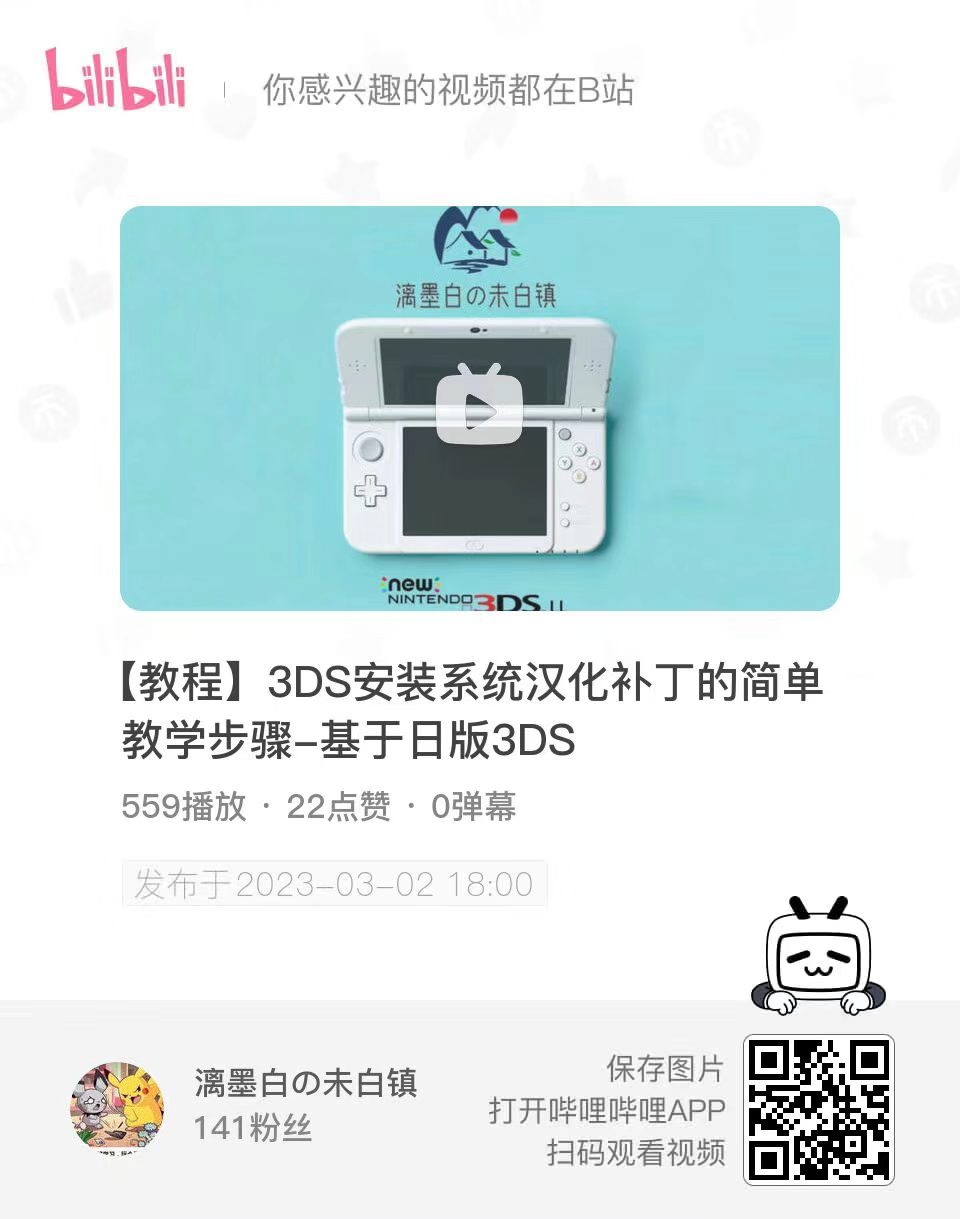 bilibili
你感兴趣的视频都在B站
漓墨白の未白镇
Y
X
A
B
new
NINTENDO3DS LL
【教程】3DS安装系统汉化补丁的简单
教学步骤-基于日版3DS
559播放 · 22点赞 · 0弹幕
发布于2023-03-02 18:00
漓墨白の未白镇
141粉丝
保存图片
打开哔哩哔哩APP
扫码观看视频